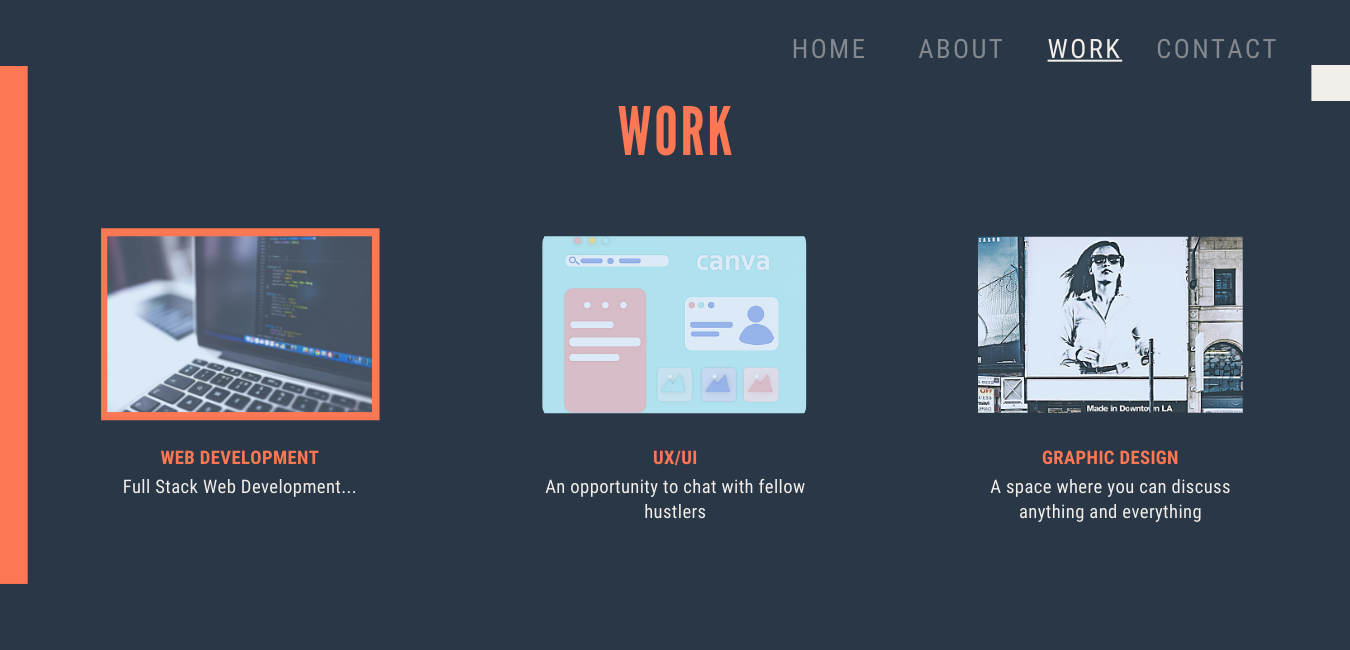 HOME ABOUT WORK CONTACT
WORK
canva
Made in Downtown LA
WEB DEVELOPMENT
UX/UI
GRAPHIC DESIGN
Full Stack Web Development...
An opportunity to chat with fellow
hustlers
A space where you can discuss
anything and everything